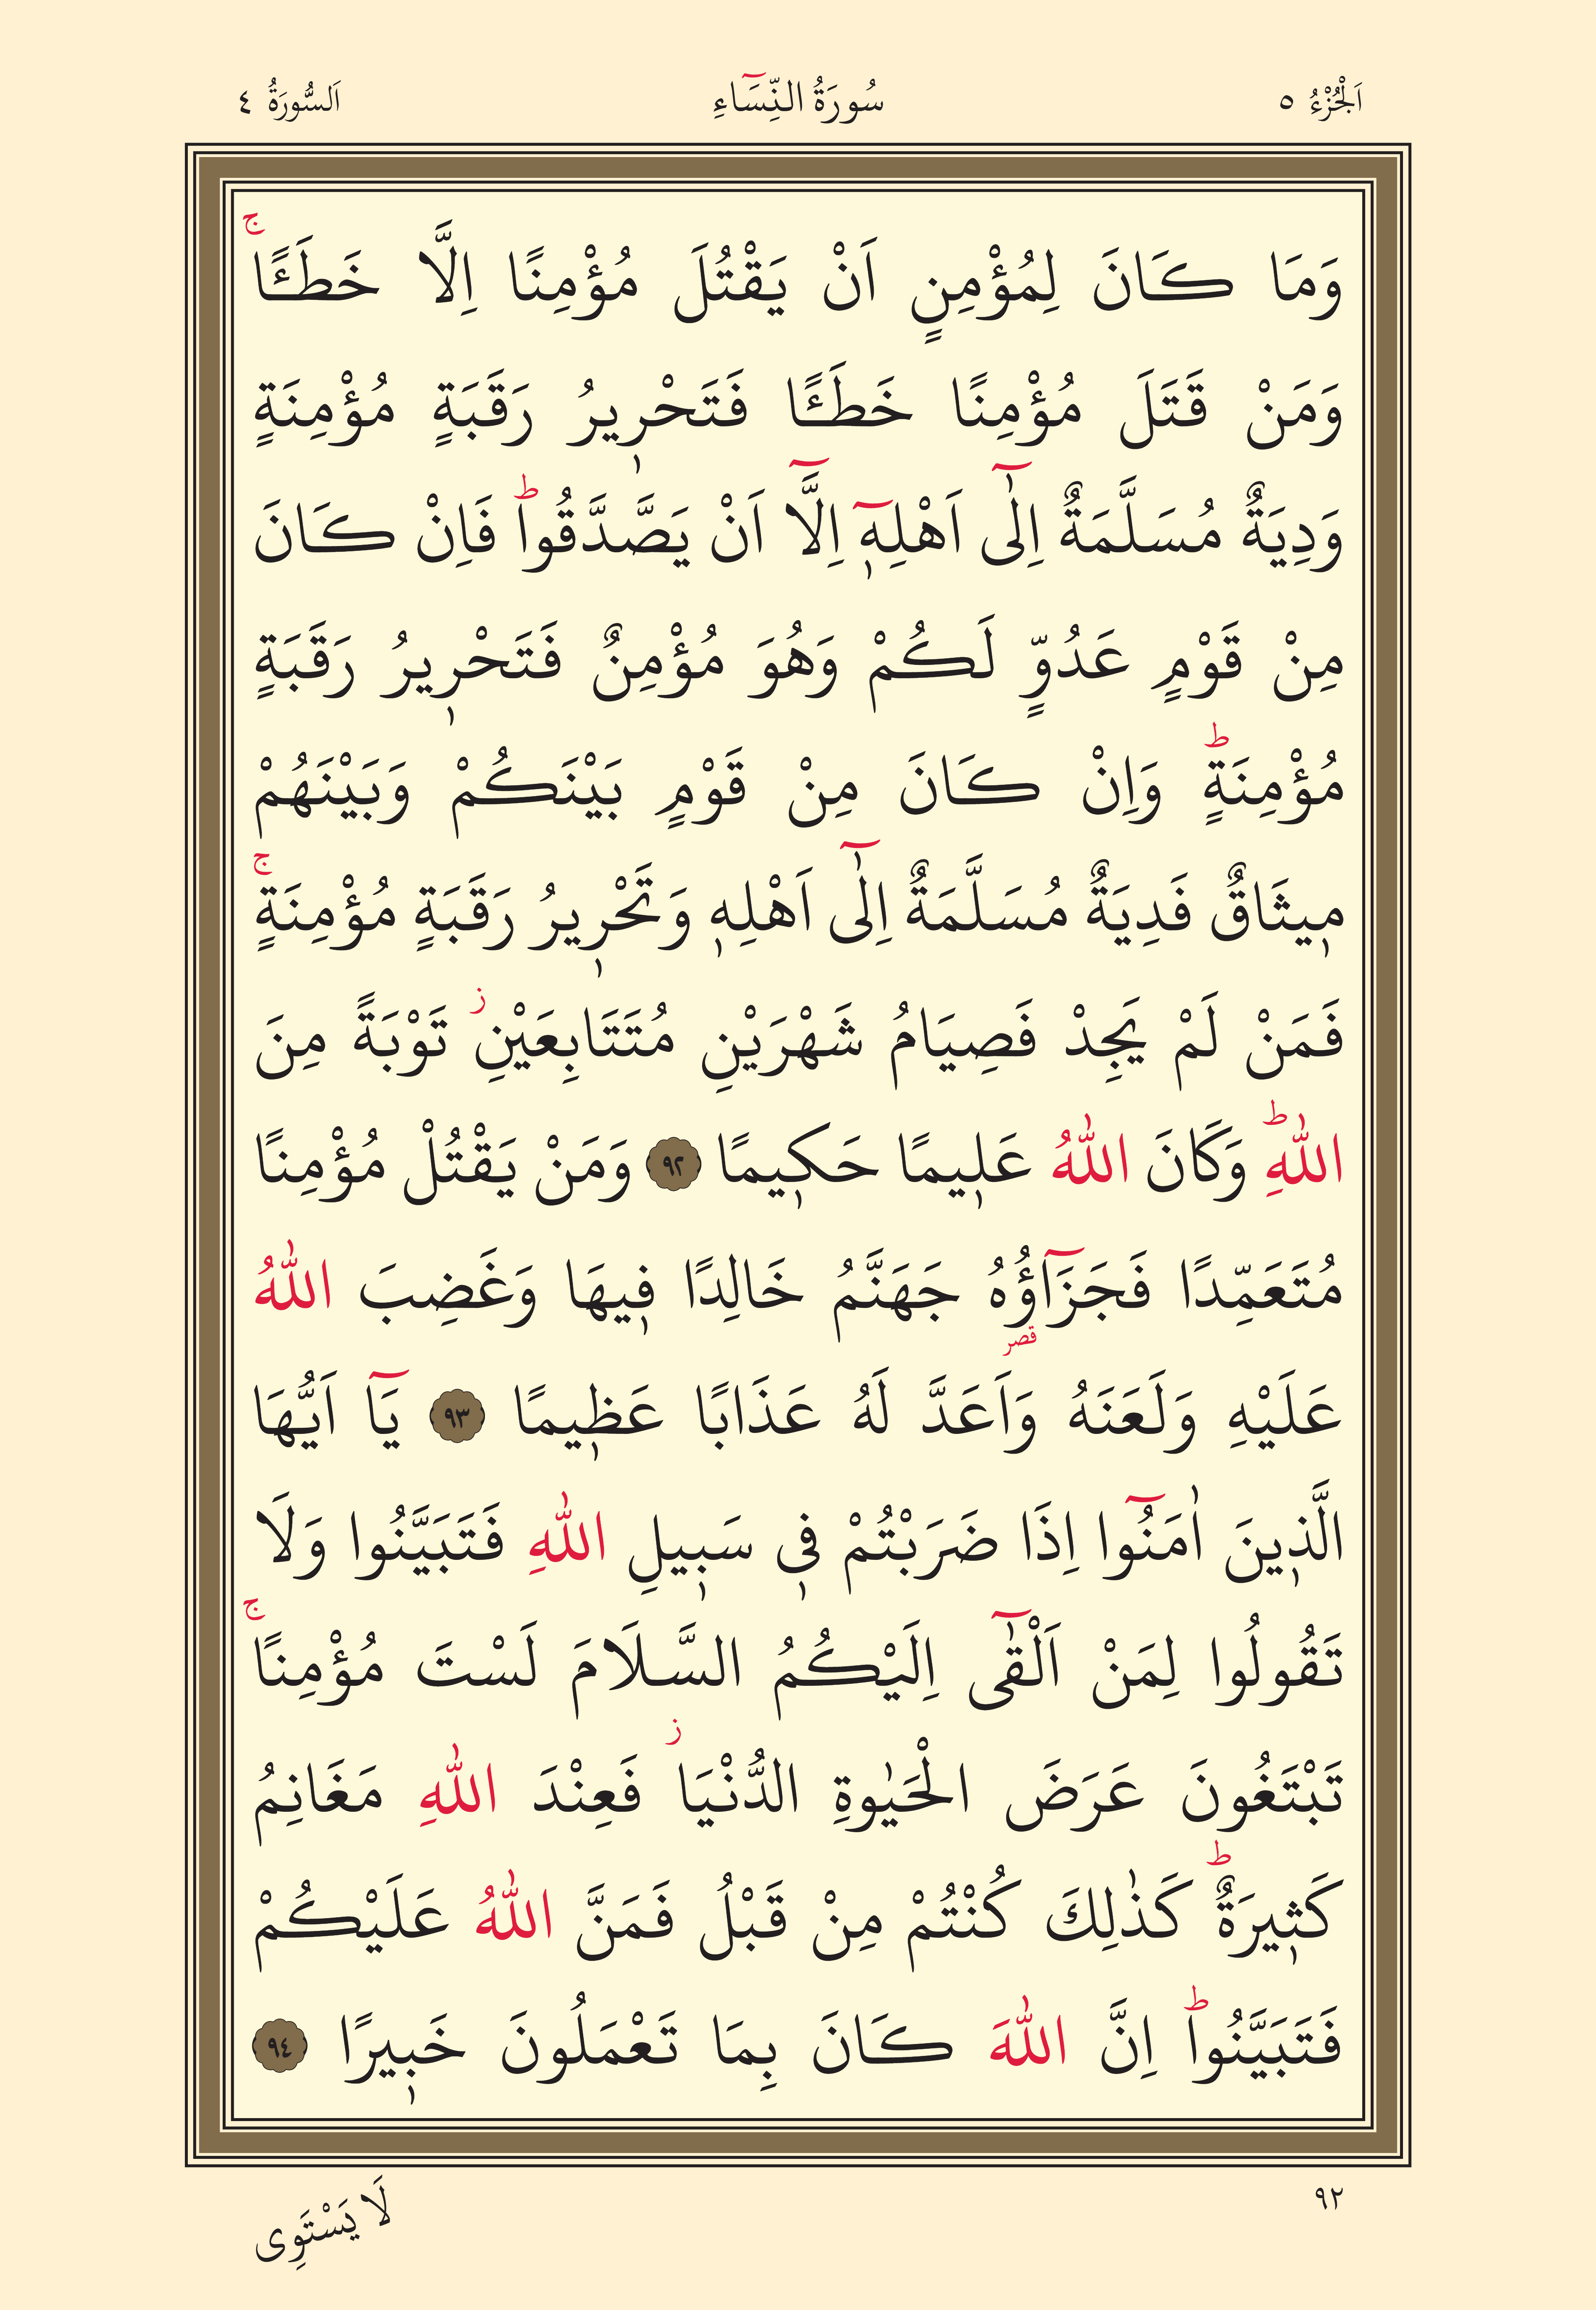 اَلْجُزْءُ ٥
سُورَةُ النِّسَٓاءِ
اَلسُّورَةُ ٤
وَمَا كَانَ لِمُؤْمِنٍ اَنْ يَقْتُلَ مُؤْمِنًا اِلَّا خَطَـًٔاۚ
وَمَنْ قَتَلَ مُؤْمِنًا خَطَـًٔا فَتَحْر۪يرُ رَقَبَةٍ مُؤْمِنَةٍ
وَدِيَةٌ مُسَلَّمَةٌ اِلٰٓى اَهْلِه۪ٓ اِلَّٓا اَنْ يَصَّدَّقُواۜ فَاِنْ كَانَ
مِنْ قَوْمٍ عَدُوٍّ لَكُمْ وَهُوَ مُؤْمِنٌ فَتَحْر۪يرُ رَقَبَةٍ
مُؤْمِنَةٍۜ وَاِنْ كَانَ مِنْ قَوْمٍ بَيْنَكُمْ وَبَيْنَهُمْ
م۪يثَاقٌ فَدِيَةٌ مُسَلَّمَةٌ اِلٰٓى اَهْلِه۪ وَتَحْر۪يرُ رَقَبَةٍ مُؤْمِنَةٍۚ
فَمَنْ لَمْ يَجِدْ فَصِيَامُ شَهْرَيْنِ مُتَتَابِعَيْنِۘ تَوْبَةً مِنَ
اللّٰهِۜ وَكَانَ اللّٰهُ عَل۪يمًا حَك۪يمًا ٩٢ وَمَنْ يَقْتُلْ مُؤْمِنًا
مُتَعَمِّدًا فَجَزَٓاؤُ۬هُ جَهَنَّمُ خَالِدًا ف۪يهَا وَغَضِبَ اللّٰهُ
قصر
عَلَيْهِ وَلَعَنَهُ وَاَعَدَّ لَهُ عَذَابًا عَظ۪يمًا ٩٣ يَٓا اَيُّهَا
الَّذ۪ينَ اٰمَنُٓوا اِذَا ضَرَبْتُمْ ف۪ي سَب۪يلِ اللّٰهِ فَتَبَيَّنُوا وَلَا
تَقُولُوا لِمَنْ اَلْقٰٓى اِلَيْكُمُ السَّلَامَ لَسْتَ مُؤْمِنًاۚ
تَبْتَغُونَ عَرَضَ الْحَيٰوةِ الدُّنْيَاۘ فَعِنْدَ اللّٰهِ مَغَانِمُ
كَث۪يرَةٌۜ كَذٰلِكَ كُنْتُمْ مِنْ قَبْلُ فَمَنَّ اللّٰهُ عَلَيْكُمْ
فَتَبَيَّنُواۜ اِنَّ اللّٰهَ كَانَ بِمَا تَعْمَلُونَ خَب۪يرًا ٩٤
٩٢
لَا يَسْتَوِى